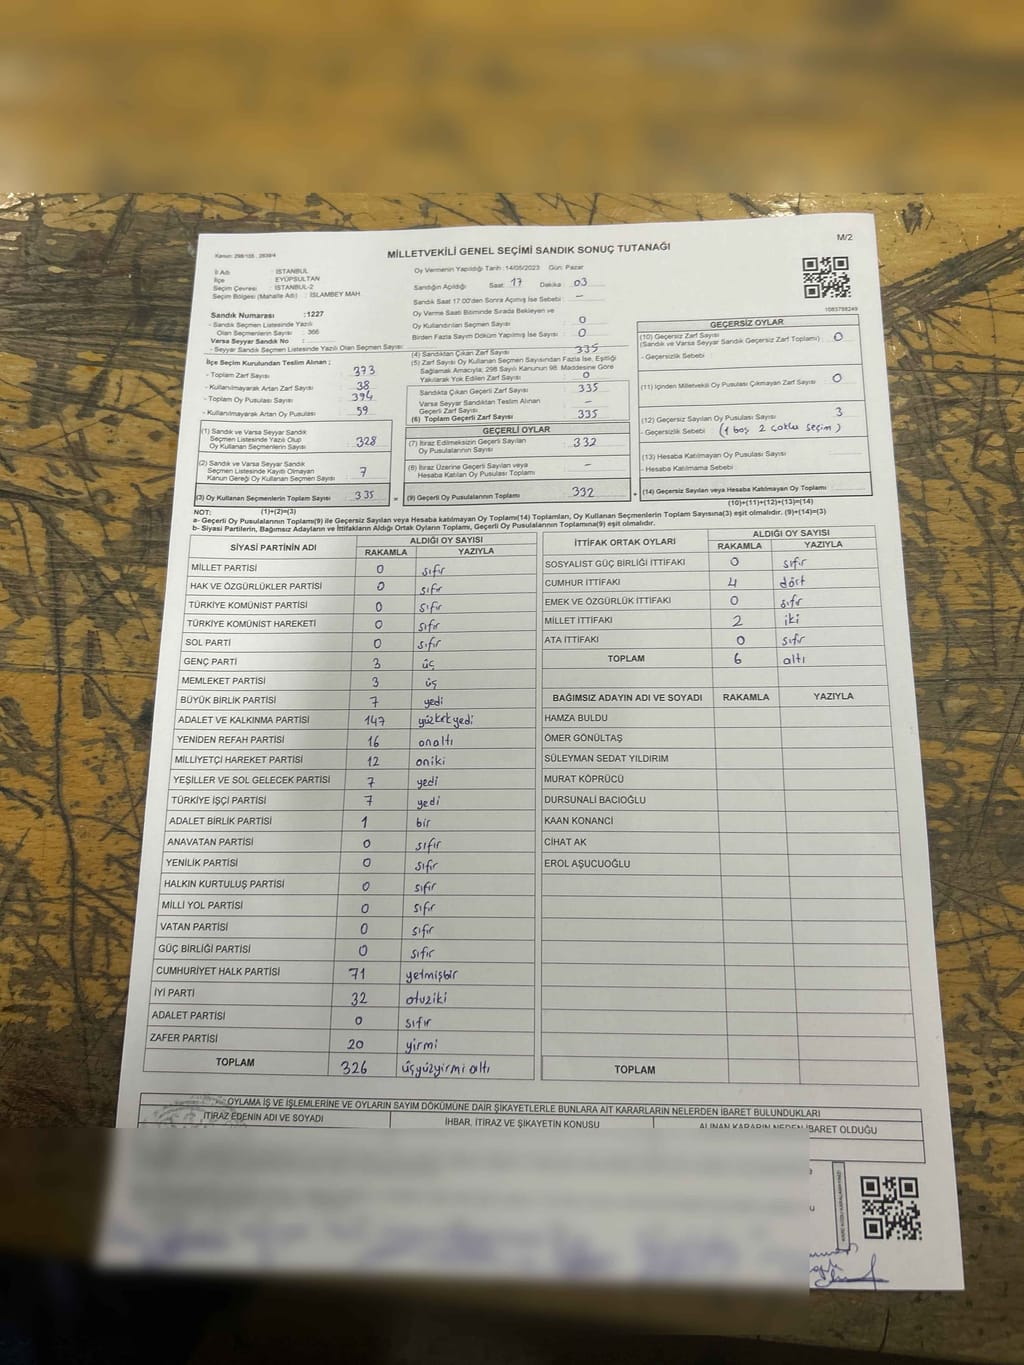 M/2
Kanun: 298/105 , 2839/4
MİLLETVEKİLİ GENEL SEÇİMİ SANDIK SONUÇ TUTANAĞI
İl Adı : İSTANBUL
İlçe : EYÜPSULTAN
Seçim Çevresi : İSTANBUL-2
Seçim Bölgesi (Mahalle Adı) : İSLAMBEY MAH
Sandık Numarası :1227
- Sandık Seçmen Listesinde Yazılı
Olan Seçmenlerin Sayısı : 366
Varsa Seyyar Sandık No :
- Seyyar Sandık Seçmen Listesinde Yazılı Olan Seçmen Sayısı:
İlçe Seçim Kurulundan Teslim Alınan ;
- Toplam Zarf Sayısı : 373
- Kullanılmayarak Artan Zarf Sayısı : 38
- Toplam Oy Pusulası Sayısı : 394
- Kullanılmayarak Artan Oy Pusulası : 59
(1) Sandık ve Varsa Seyyar Sandık
Seçmen Listesinde Yazılı Olup
Oy Kullanan Seçmenlerin Sayısı : 328
(2) Sandık ve Varsa Seyyar Sandık
Seçmen Listesinde Kayıtlı Olmayan
Kanun Gereği Oy Kullanan Seçmen Sayısı : 7
(3) Oy Kullanan Seçmenlerin Toplam Sayısı : 335
(1)+(2)=(3)
Oy Vermenin Yapıldığı Tarih :14/05/2023 Gün: Pazar
Sandığın Açıldığı Saat: 17 Dakika : 03
Sandık Saat 17:00'den Sonra Açılmış İse Sebebi : –
Oy Verme Saati Bitiminde Sırada Bekleyen ve
Oy Kullandırılan Seçmen Sayısı : 0
Birden Fazla Sayım Döküm Yapılmış İse Sayısı : 0
(4) Sandıktan Çıkan Zarf Sayısı : 335
(5) Zarf Sayısı Oy Kullanan Seçmen Sayısından Fazla İse, Eşitliği
Sağlamak Amacıyla; 298 Sayılı Kanunun 98. Maddesine Göre
Yakılarak Yok Edilen Zarf Sayısı : 0
Sandıkta Çıkan Geçerli Zarf Sayısı : 335
Varsa Seyyar Sandıktan Teslim Alınan
Geçerli Zarf Sayısı : –
(6) Toplam Geçerli Zarf Sayısı : 335
GEÇERLİ OYLAR
(7) İtiraz Edilmeksizin Geçerli Sayılan
Oy Pusulalarının Sayısı : 332
(8) İtiraz Üzerine Geçerli Sayılan veya
Hesaba Katılan Oy Pusulası Toplamı : –
= (9) Geçerli Oy Pusulalarının Toplamı : 332
1083798249
GEÇERSİZ OYLAR
(10) Geçersiz Zarf Sayısı
(Sandık ve Varsa Seyyar Sandık Geçersiz Zarf Toplamı) : 0
- Geçersizlik Sebebi :
(11) İçinden Milletvekili Oy Pusulası Çıkmayan Zarf Sayısı : 0
(12) Geçersiz Sayılan Oy Pusulası Sayısı : 3
- Geçersizlik Sebebi : (1 boş 2 çoklu seçim)
(13) Hesaba Katılmayan Oy Pusulası Sayısı :
- Hesaba Katılmama Sebebi :
+ (14) Geçersiz Sayılan veya Hesaba Katılmayan Oy Toplamı :
(10)+(11)+(12)+(13)=(14)
NOT:
a- Geçerli Oy Pusulalarının Toplamı(9) ile Geçersiz Sayılan veya Hesaba katılmayan Oy Toplamı(14) Toplamları, Oy Kullanan Seçmenlerin Toplam Sayısına(3) eşit olmalıdır. (9)+(14)=(3)
b- Siyasi Partilerin, Bağımsız Adayların ve İttifakların Aldığı Ortak Oyların Toplamı, Geçerli Oy Pusulalarının Toplamına(9) eşit olmalıdır.
SİYASİ PARTİNİN ADI ALDIĞI OY SAYISI
RAKAMLA YAZIYLA
MİLLET PARTİSİ 0 sıfır
HAK VE ÖZGÜRLÜKLER PARTİSİ 0 sıfır
TÜRKİYE KOMÜNİST PARTİSİ 0 sıfır
TÜRKİYE KOMÜNİST HAREKETİ 0 sıfır
SOL PARTİ 0 sıfır
GENÇ PARTİ 3 üç
MEMLEKET PARTİSİ 3 üş
BÜYÜK BİRLİK PARTİSİ 7 yedi
ADALET VE KALKINMA PARTİSİ 147 yüzkırkyedi
YENİDEN REFAH PARTİSİ 16 onaltı
MİLLİYETÇİ HAREKET PARTİSİ 12 oniki
YEŞİLLER VE SOL GELECEK PARTİSİ 7 yedi
TÜRKİYE İŞÇİ PARTİSİ 7 yedi
ADALET BİRLİK PARTİSİ 1 bir
ANAVATAN PARTİSİ 0 sıfır
YENİLİK PARTİSİ 0 sıfır
HALKIN KURTULUŞ PARTİSİ 0 sıfır
MİLLİ YOL PARTİSİ 0 sıfır
VATAN PARTİSİ 0 sıfır
GÜÇ BİRLİĞİ PARTİSİ 0 sıfır
CUMHURİYET HALK PARTİSİ 71 yetmişbir
İYİ PARTİ 32 otuziki
ADALET PARTİSİ 0 sıfır
ZAFER PARTİSİ 20 yirmi
TOPLAM 326 üçyüzyirmi altı
İTTİFAK ORTAK OYLARI ALDIĞI OY SAYISI
RAKAMLA YAZIYLA
SOSYALİST GÜÇ BİRLİĞİ İTTİFAKI 0 sıfır
CUMHUR İTTİFAKI 4 dört
EMEK VE ÖZGÜRLÜK İTTİFAKI 0 sıfır
MİLLET İTTİFAKI 2 iki
ATA İTTİFAKI 0 sıfır
TOPLAM 6 altı
BAĞIMSIZ ADAYIN ADI VE SOYADI RAKAMLA YAZIYLA
HAMZA BULDU
ÖMER GÖNÜLTAŞ
SÜLEYMAN SEDAT YILDIRIM
MURAT KÖPRÜCÜ
DURSUNALİ BACIOĞLU
KAAN KONANCİ
CİHAT AK
EROL AŞUCUOĞLU
TOPLAM
OYLAMA İŞ VE İŞLEMLERİNE VE OYLARIN SAYIM DÖKÜMÜNE DAİR ŞİKAYETLERLE BUNLARA AİT KARARLARIN NELERDEN İBARET BULUNDUKLARI
İTİRAZ EDENİN ADI VE SOYADI İHBAR, İTİRAZ VE ŞİKAYETİN KONUSU ALINAN KARARIN NEDEN İBARET OLDUĞU